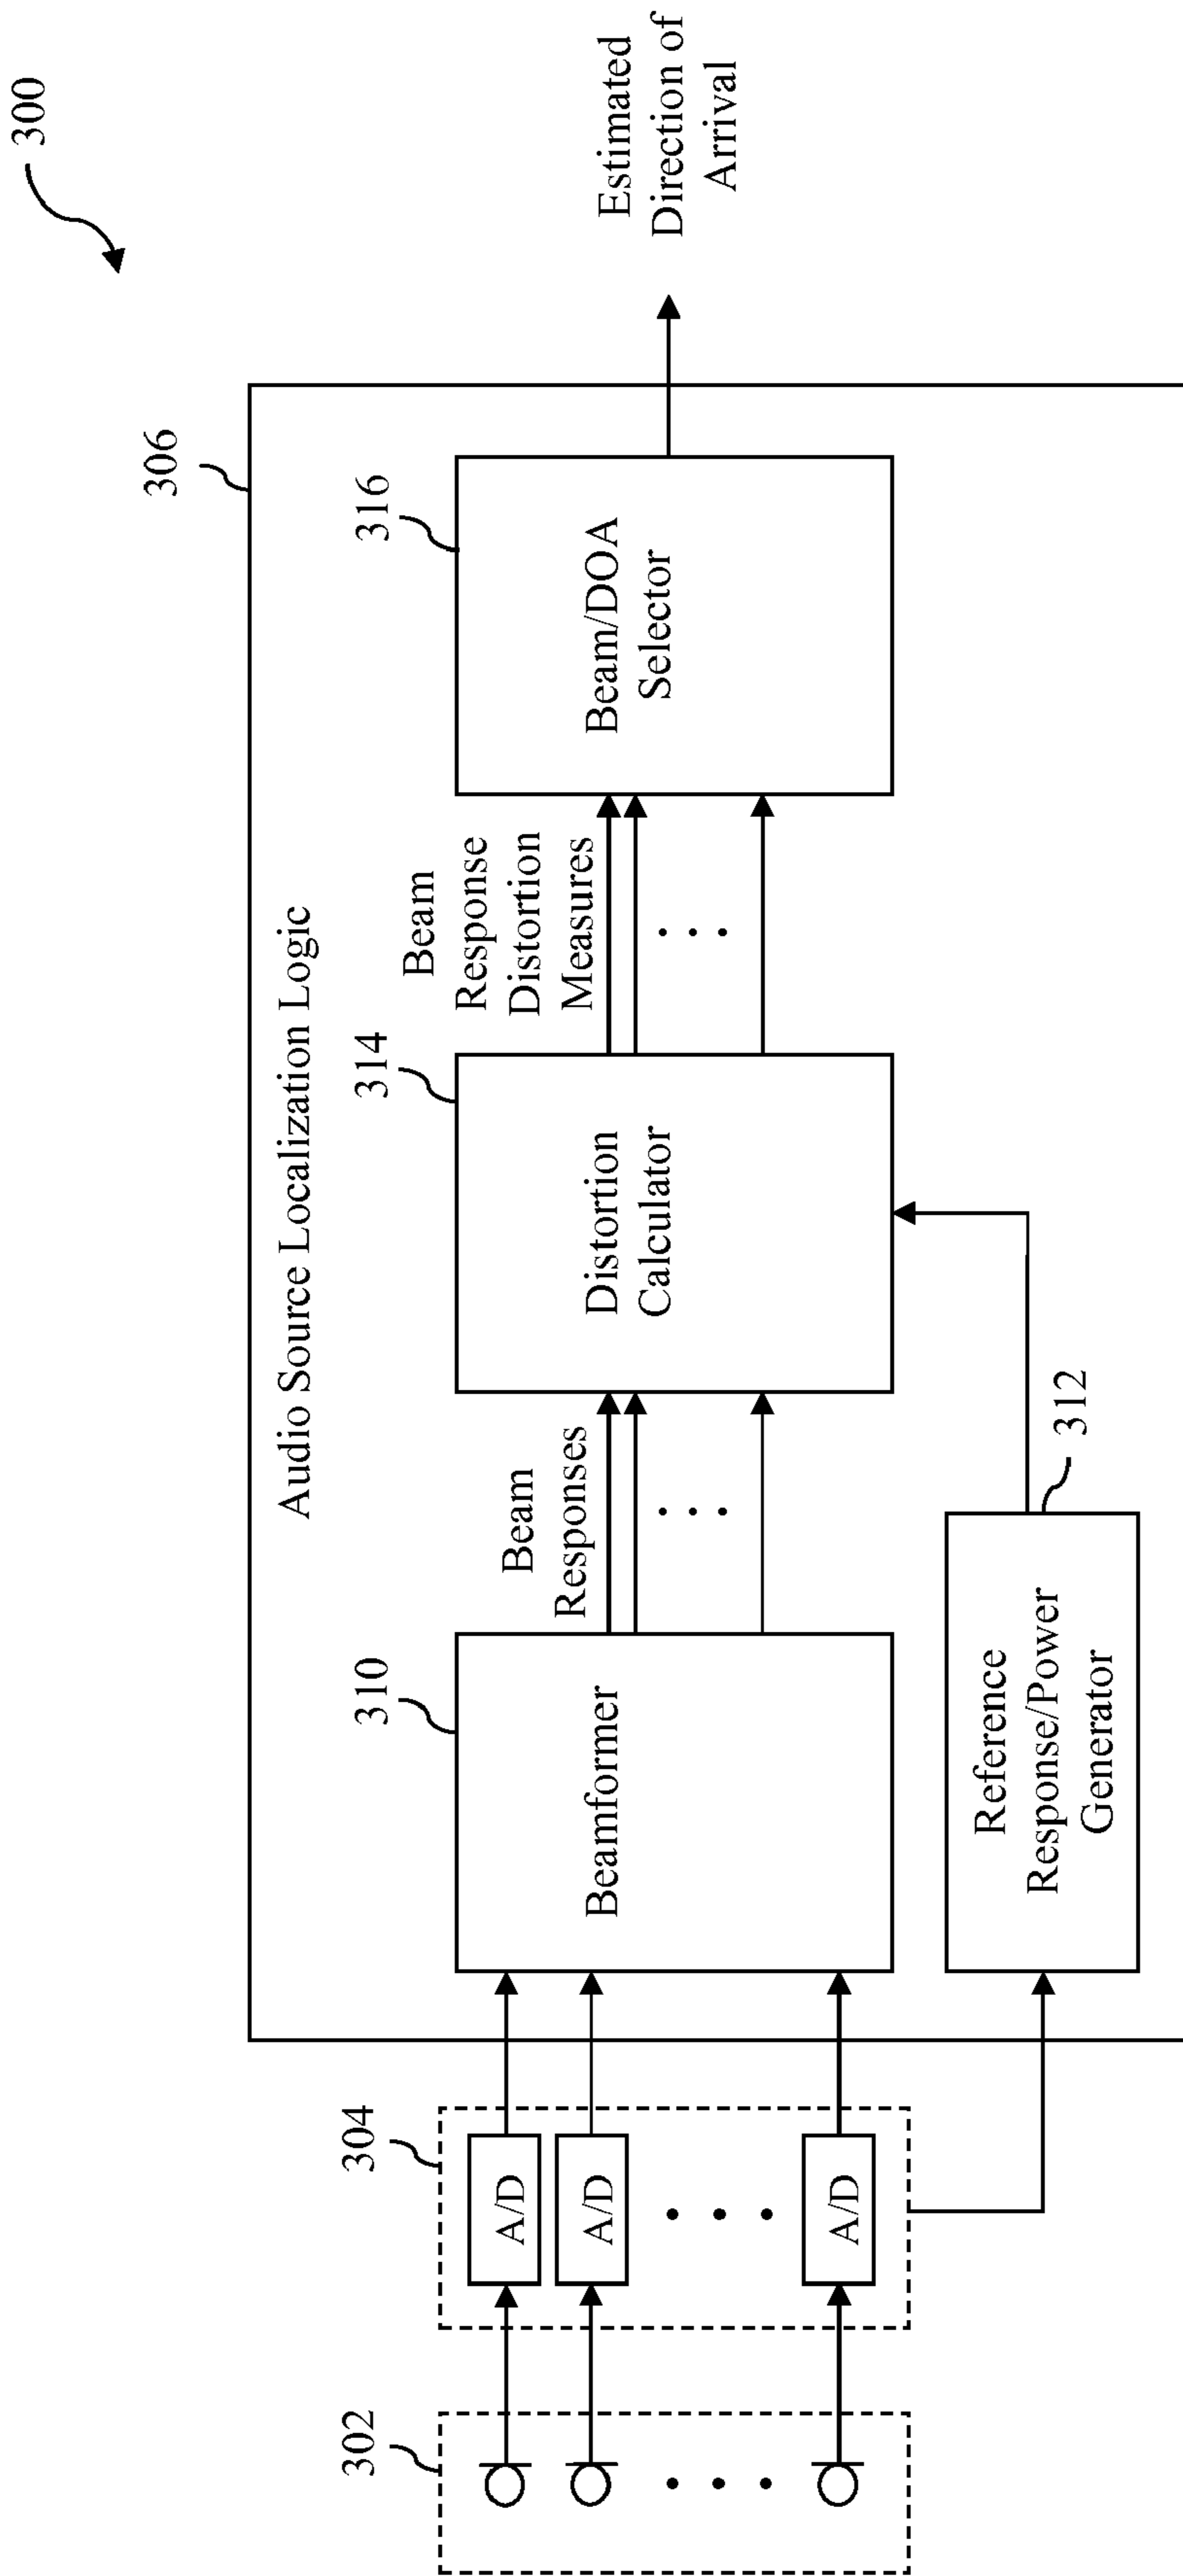 300
306
Audio Source Localization Logic
302
304
A/D
A/D
A/D
310
Beamformer
Beam
Responses
314
Distortion
Calculator
Beam
Response
Distortion
Measures
316
Beam/DOA
Selector
Estimated
Direction of
Arrival
Reference
Response/Power
Generator
312